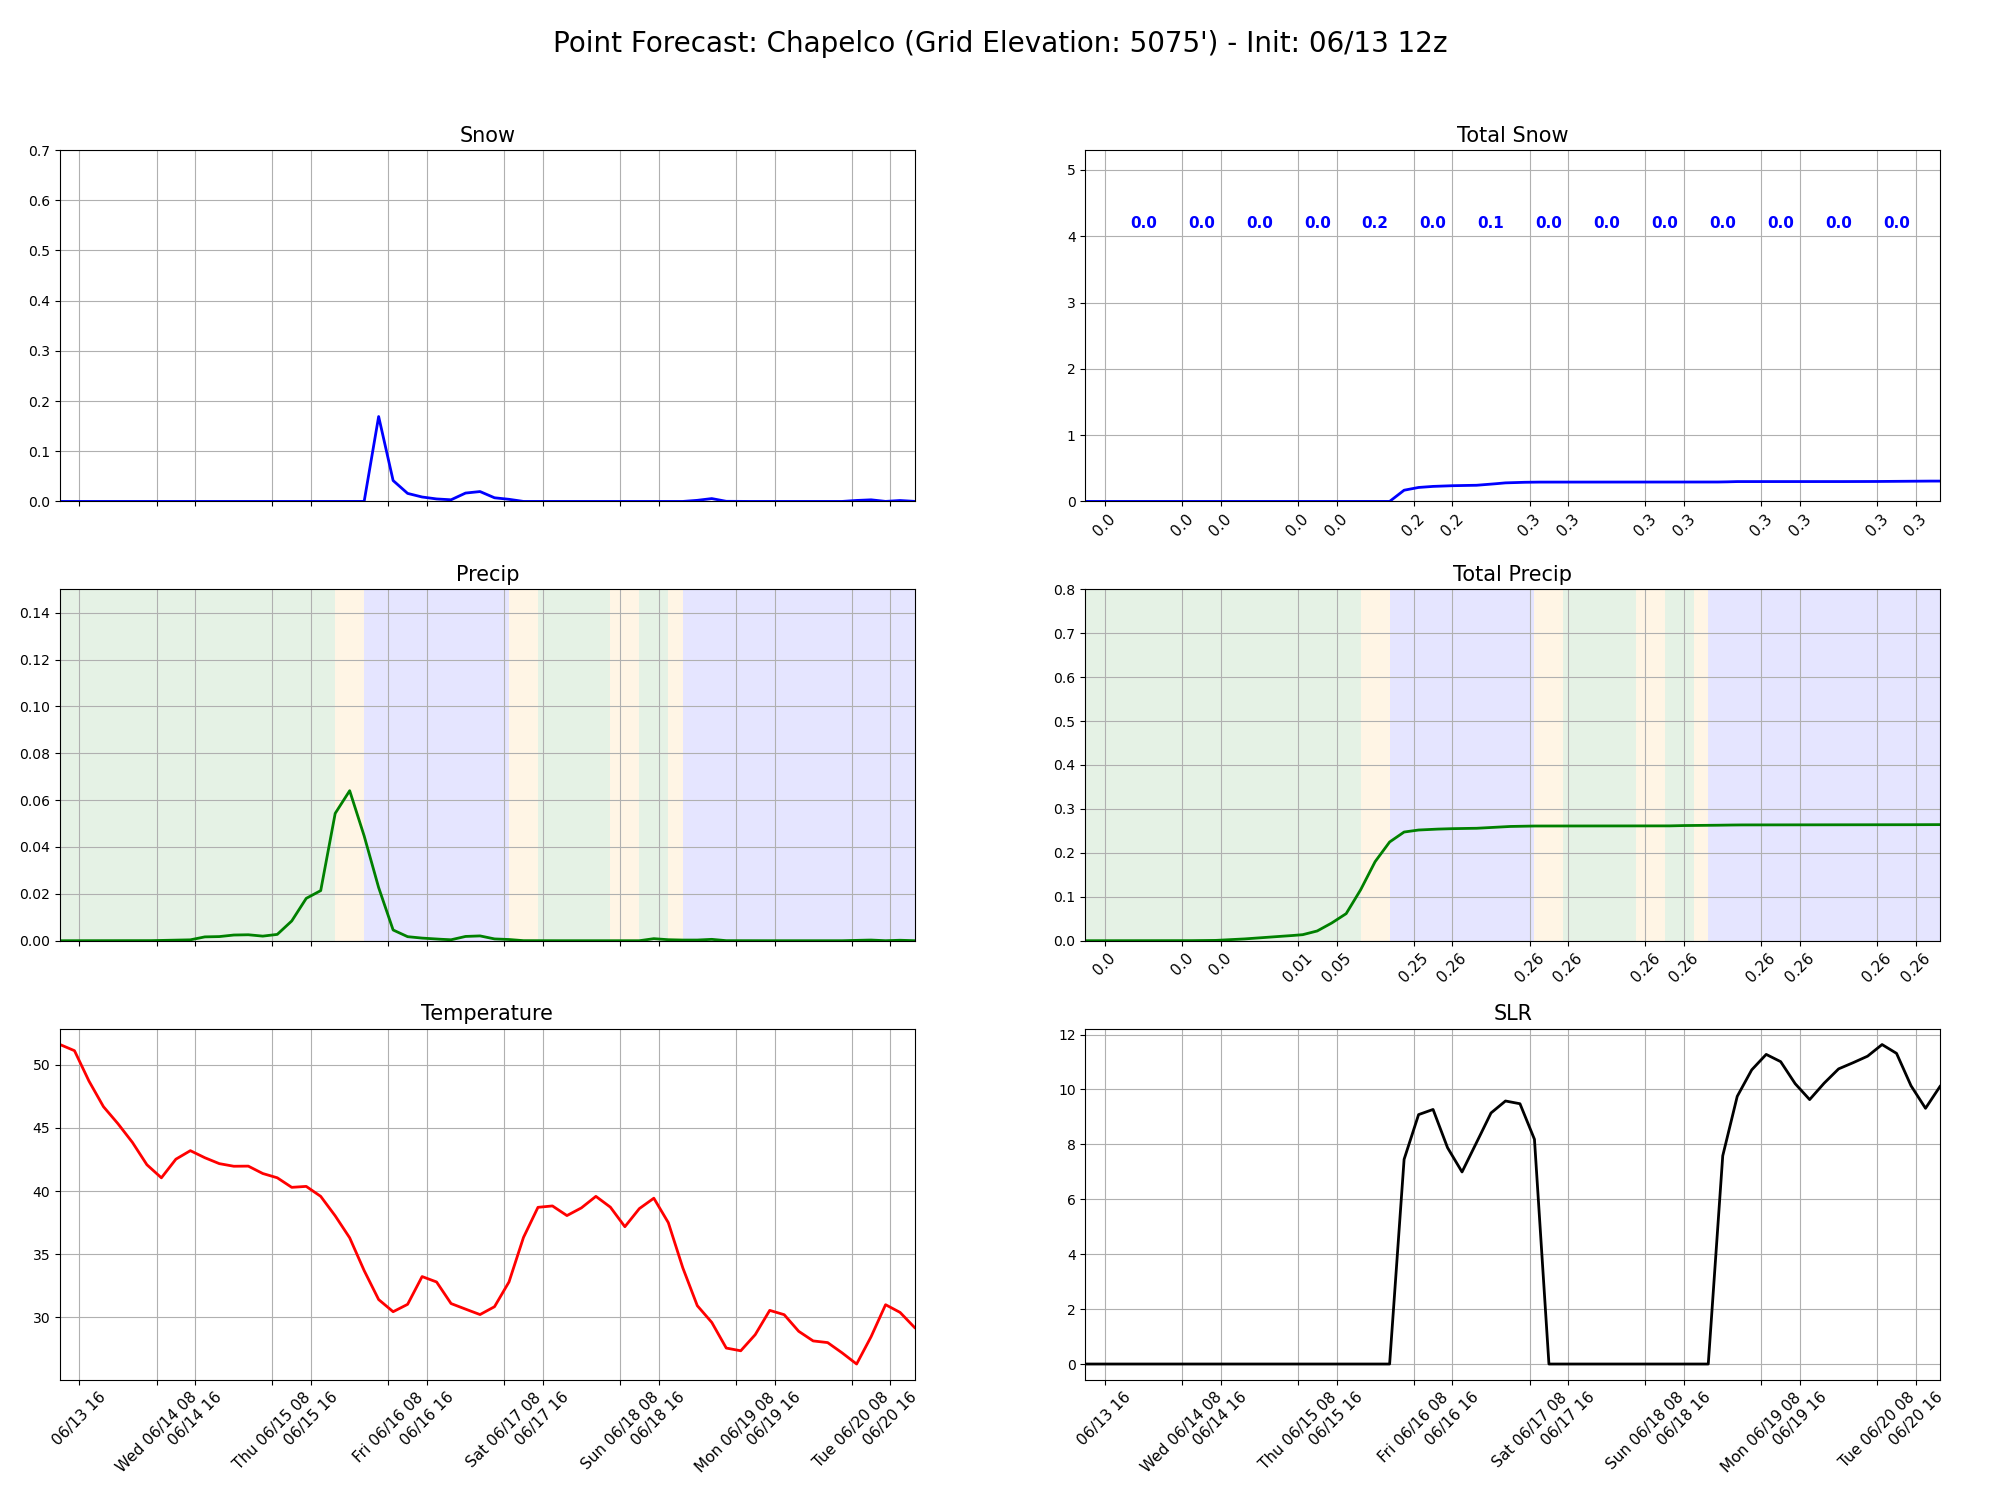 Point Forecast: Chapelco (Grid Elevation: 5075') - Init: 06/13 12z
Snow
0.7
0.6
0.5
0.4
0.3
0.2
0.1
0.0
Total Snow
5
4
3
2
1
0
0.0 0.0 0.0 0.0 0.2 0.0 0.1 0.0 0.0 0.0 0.0 0.0 0.0 0.0
0.0 0.0 0.0 0.0 0.0 0.2 0.2 0.3 0.3 0.3 0.3 0.3 0.3 0.3 0.3
Precip
0.14
0.12
0.10
0.08
0.06
0.04
0.02
0.00
Total Precip
0.8
0.7
0.6
0.5
0.4
0.3
0.2
0.1
0.0
0.0 0.0 0.0 0.01 0.05 0.25 0.26 0.26 0.26 0.26 0.26 0.26 0.26 0.26 0.26
Temperature
50
45
40
35
30
06/13 16
Wed 06/14 08
06/14 16
Thu 06/15 08
06/15 16
Fri 06/16 08
06/16 16
Sat 06/17 08
06/17 16
Sun 06/18 08
06/18 16
Mon 06/19 08
06/19 16
Tue 06/20 08
06/20 16
SLR
12
10
8
6
4
2
0
06/13 16
Wed 06/14 08
06/14 16
Thu 06/15 08
06/15 16
Fri 06/16 08
06/16 16
Sat 06/17 08
06/17 16
Sun 06/18 08
06/18 16
Mon 06/19 08
06/19 16
Tue 06/20 08
06/20 16